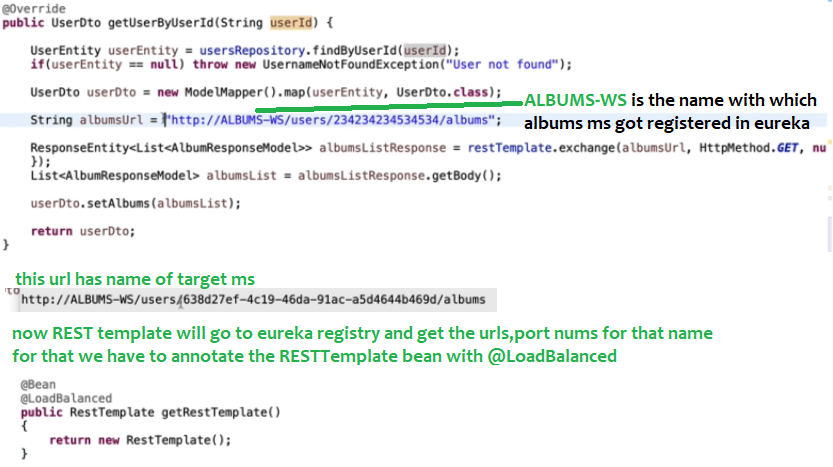 @Override
public UserDto getUserByUserId(String userId) {
UserEntity userEntity = usersRepository.findByUserId(userId);
if(userEntity == null) throw new UsernameNotFoundException("User not found");
UserDto userDto = new ModelMapper().map(userEntity, UserDto.class);
ALBUMS-WS is the name with which
String albumsUrl = "http://ALBUMS-WS/users/234234234534534/albums";
albums ms got registered in eureka
ResponseEntity<List<AlbumResponseModel>> albumsListResponse = restTemplate.exchange(albumsUrl, HttpMethod.GET, nu
});
List<AlbumResponseModel> albumsList = albumsListResponse.getBody();
userDto.setAlbums(albumsList);
return userDto;
}
this url has name of target ms
http://ALBUMS-WS/users/638d27ef-4c19-46da-91ac-a5d4644b469d/albums
now REST template will go to eureka registry and get the urls,port nums for that name
for that we have to annotate the RESTTemplate bean with @LoadBalanced
@Bean
@LoadBalanced
public RestTemplate getRestTemplate()
{
return new RestTemplate();
}